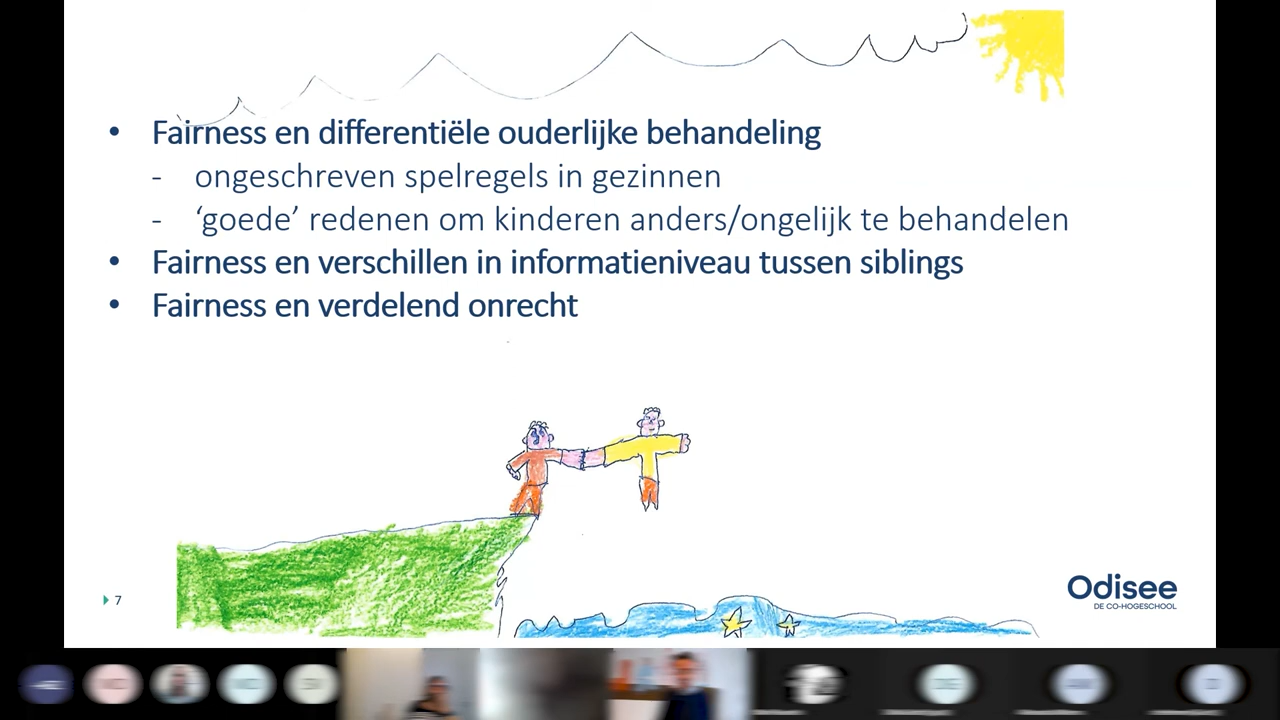 • Fairness en differentiële ouderlijke behandeling
- ongeschreven spelregels in gezinnen
- ‘goede’ redenen om kinderen anders/ongelijk te behandelen
• Fairness en verschillen in informatieniveau tussen siblings
• Fairness en verdelend onrecht
7
Odisee
DE CO-HOGESCHOOL